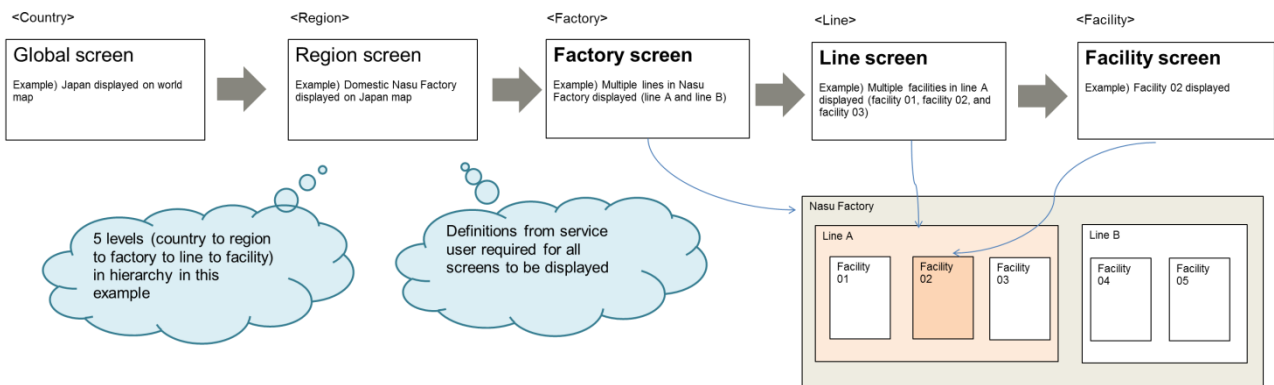 <Country>
<Region>
<Factory>
<Line>
<Facility>
Global screen
Example) Japan displayed on world
map
Region screen
Example) Domestic Nasu Factory
displayed on Japan map
Factory screen
Example) Multiple lines in Nasu
Factory displayed (line A and line B)
Line screen
Example) Multiple facilities in line A
displayed (facility 01, facility 02, and
facility 03)
Facility screen
Example) Facility 02 displayed
5 levels (country to region
to factory to line to facility)
in hierarchy in this
example
Definitions from service
user required for all
screens to be displayed
Nasu Factory
Line A
Facility
01
Facility
02
Facility
03
Line B
Facility
04
Facility
05